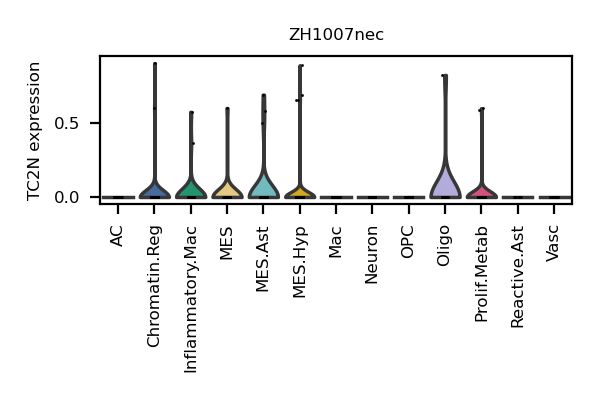 ZH1007nec
TC2N expression
0.5
0.0
AC
Chromatin.Reg
Inflammatory.Mac
MES
MES.Ast
MES.Hyp
Mac
Neuron
OPC
Oligo
Prolif.Metab
Reactive.Ast
Vasc